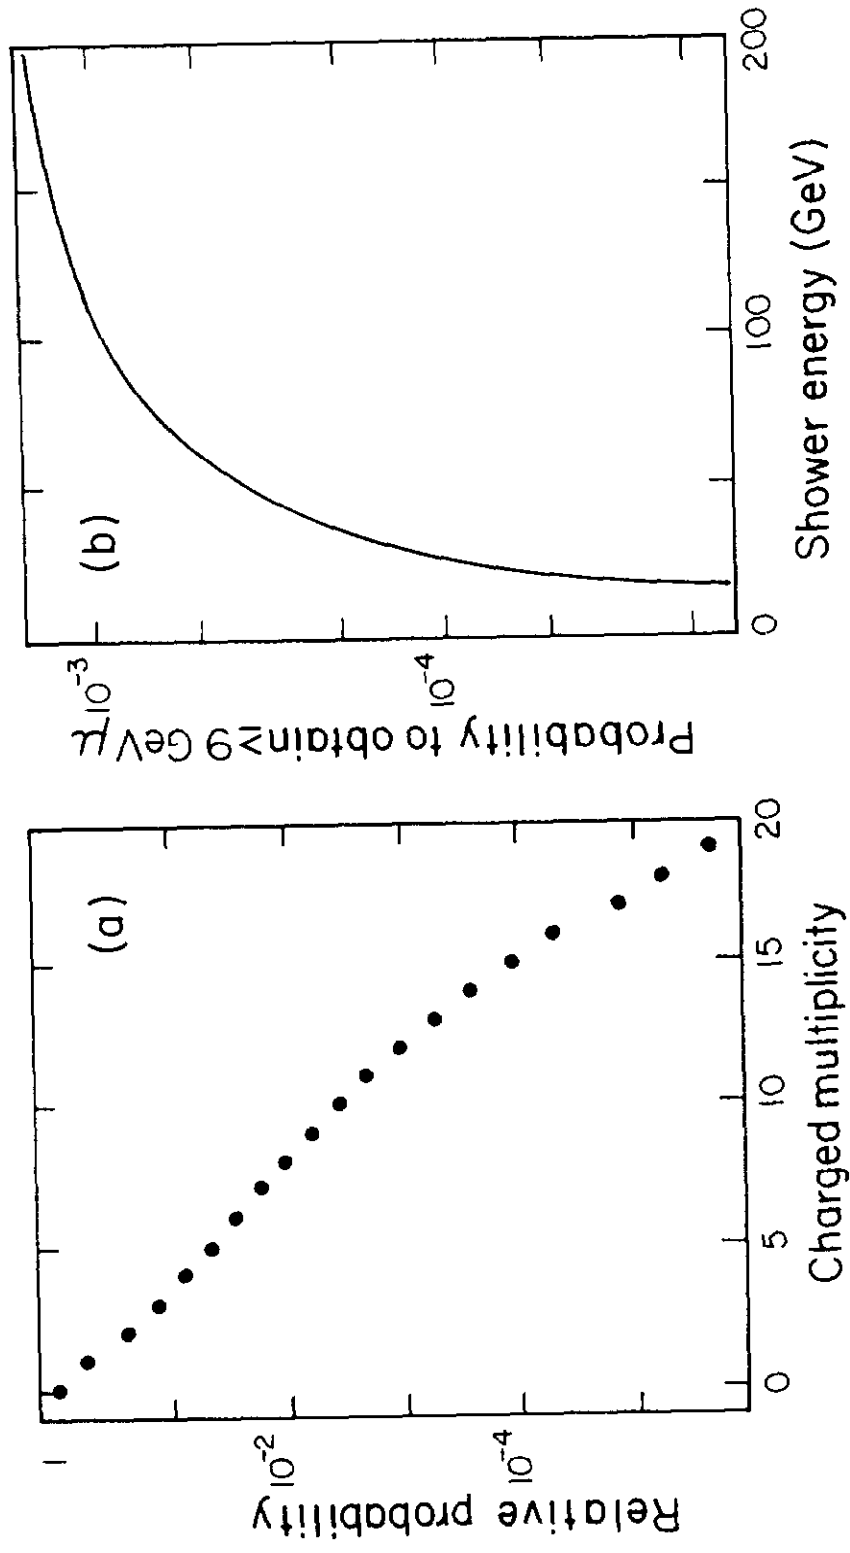 (a)
Relative probability
1
10⁻²
10⁻⁴
0 5 10 15 20
Charged multiplicity
(b)
Probability to obtain ≥ 9 GeV μ
10⁻³
10⁻⁴
0 100 200
Shower energy (GeV)